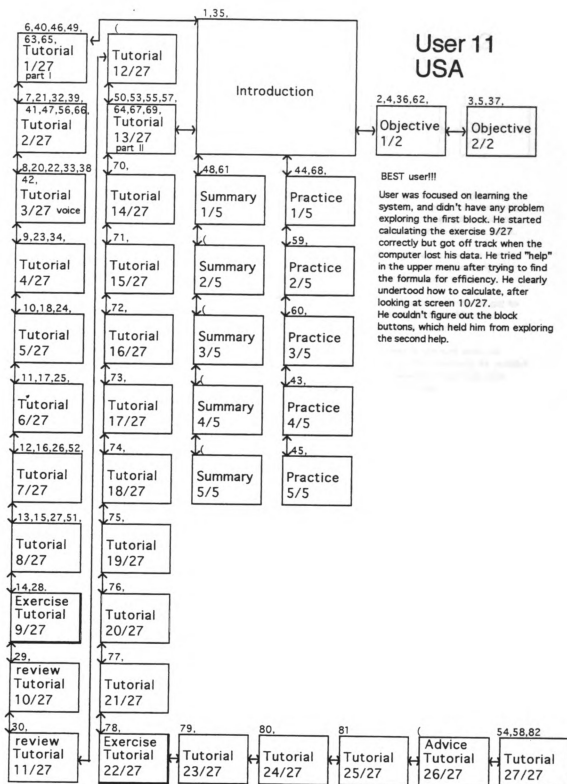 User 11
USA
1,35,
Introduction
6,40,46,49,
63,65,
Tutorial
1/27
part I
7,21,32,39,
41,47,56,66,
Tutorial
2/27
8,20,22,33,38
42,
Tutorial
3/27 voice
9,23,34,
Tutorial
4/27
10,18,24,
Tutorial
5/27
11,17,25,
Tutorial
6/27
12,16,26,52,
Tutorial
7/27
13,15,27,51,
Tutorial
8/27
14,28.
Exercise
Tutorial
9/27
29,
review
Tutorial
10/27
30,
review
Tutorial
11/27
(
Tutorial
12/27
50,53,55,57,
64,67,69,
Tutorial
13/27
part II
70,
Tutorial
14/27
71,
Tutorial
15/27
72,
Tutorial
16/27
73,
Tutorial
17/27
74,
Tutorial
18/27
75,
Tutorial
19/27
76,
Tutorial
20/27
77,
Tutorial
21/27
78,
Exercise
Tutorial
22/27
79,
Tutorial
23/27
80,
Tutorial
24/27
81
Tutorial
25/27
(
Advice
Tutorial
26/27
54,58,82
Tutorial
27/27
48,61
Summary
1/5
(
Summary
2/5
(
Summary
3/5
(
Summary
4/5
(
Summary
5/5
44,68,
Practice
1/5
59,
Practice
2/5
60,
Practice
3/5
43,
Practice
4/5
45,
Practice
5/5
2,4,36,62,
Objective
1/2
3,5,37,
Objective
2/2
BEST user!!!
User was focused on learning the
system, and didn't have any problem
exploring the first block. He started
calculating the exercise 9/27
correctly but got off track when the
computer lost his data. He tried "help"
in the upper menu after trying to find
the formula for efficiency. He clearly
undertood how to calculate, after
looking at screen 10/27.
He couldn't figure out the block
buttons, which held him from exploring
the second help.